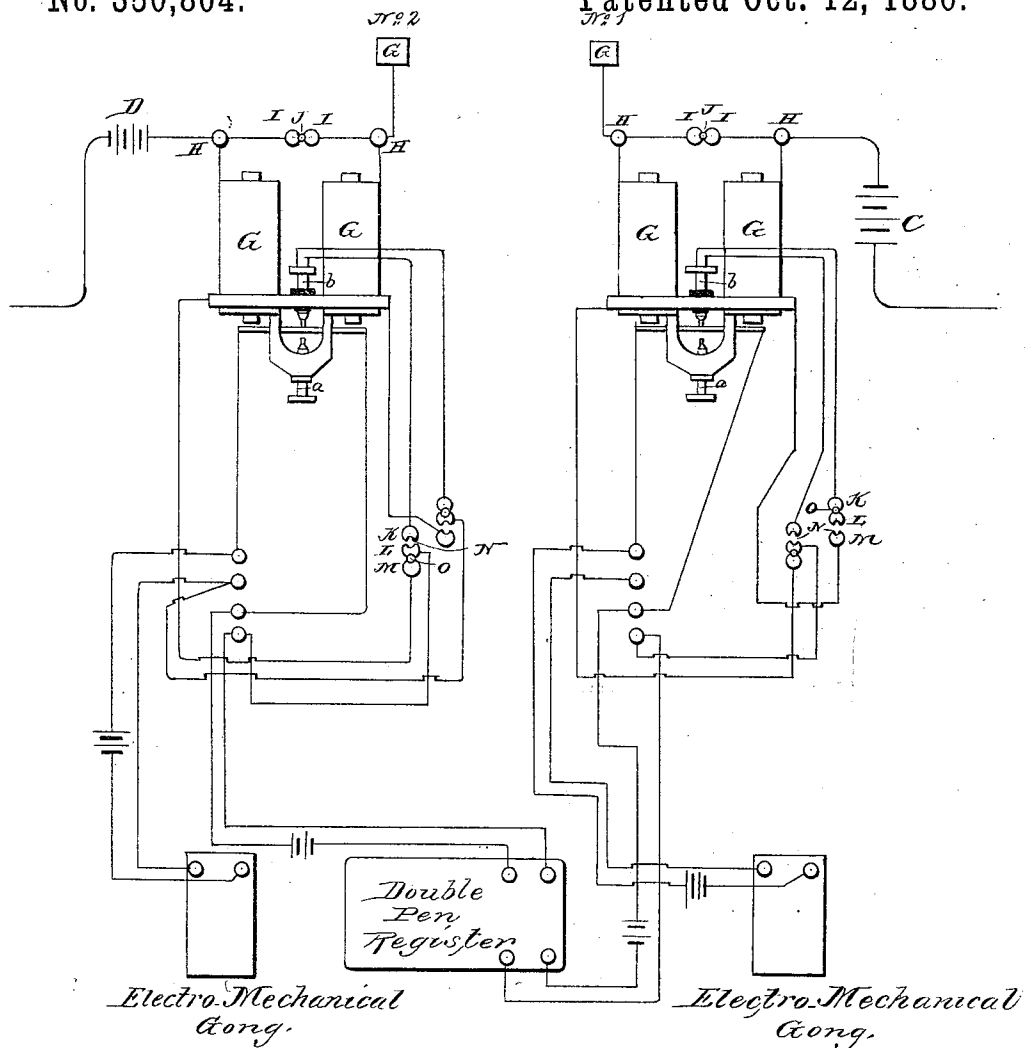 No. 350,804.
Patented Oct. 12, 1886.
No. 2
No. 1
G
G
D
I J I
H
H
H
I J I
H
G
G
G
G
C
b
b
a
a
K
L
M
N
O
K
O
L
N
M
Double
Pen
Register
Electro Mechanical
Gong.
Electro Mechanical
Gong.